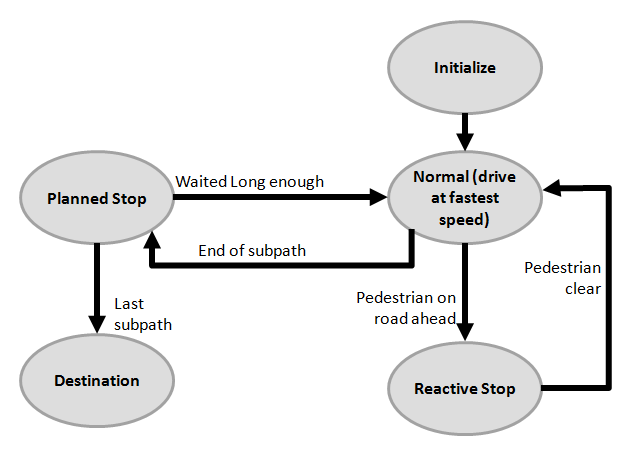 Initialize
Normal (drive
at fastest
speed)
Planned Stop
Waited Long enough
End of subpath
Pedestrian
clear
Pedestrian on
road ahead
Last
subpath
Destination
Reactive Stop